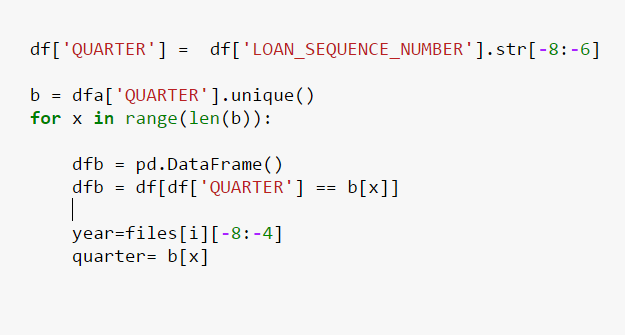 df['QUARTER'] =  df['LOAN_SEQUENCE_NUMBER'].str[-8:-6]
b = dfa['QUARTER'].unique()
for x in range(len(b)):
    dfb = pd.DataFrame()
    dfb = df[df['QUARTER'] == b[x]]
    year=files[i][-8:-4]
    quarter= b[x]